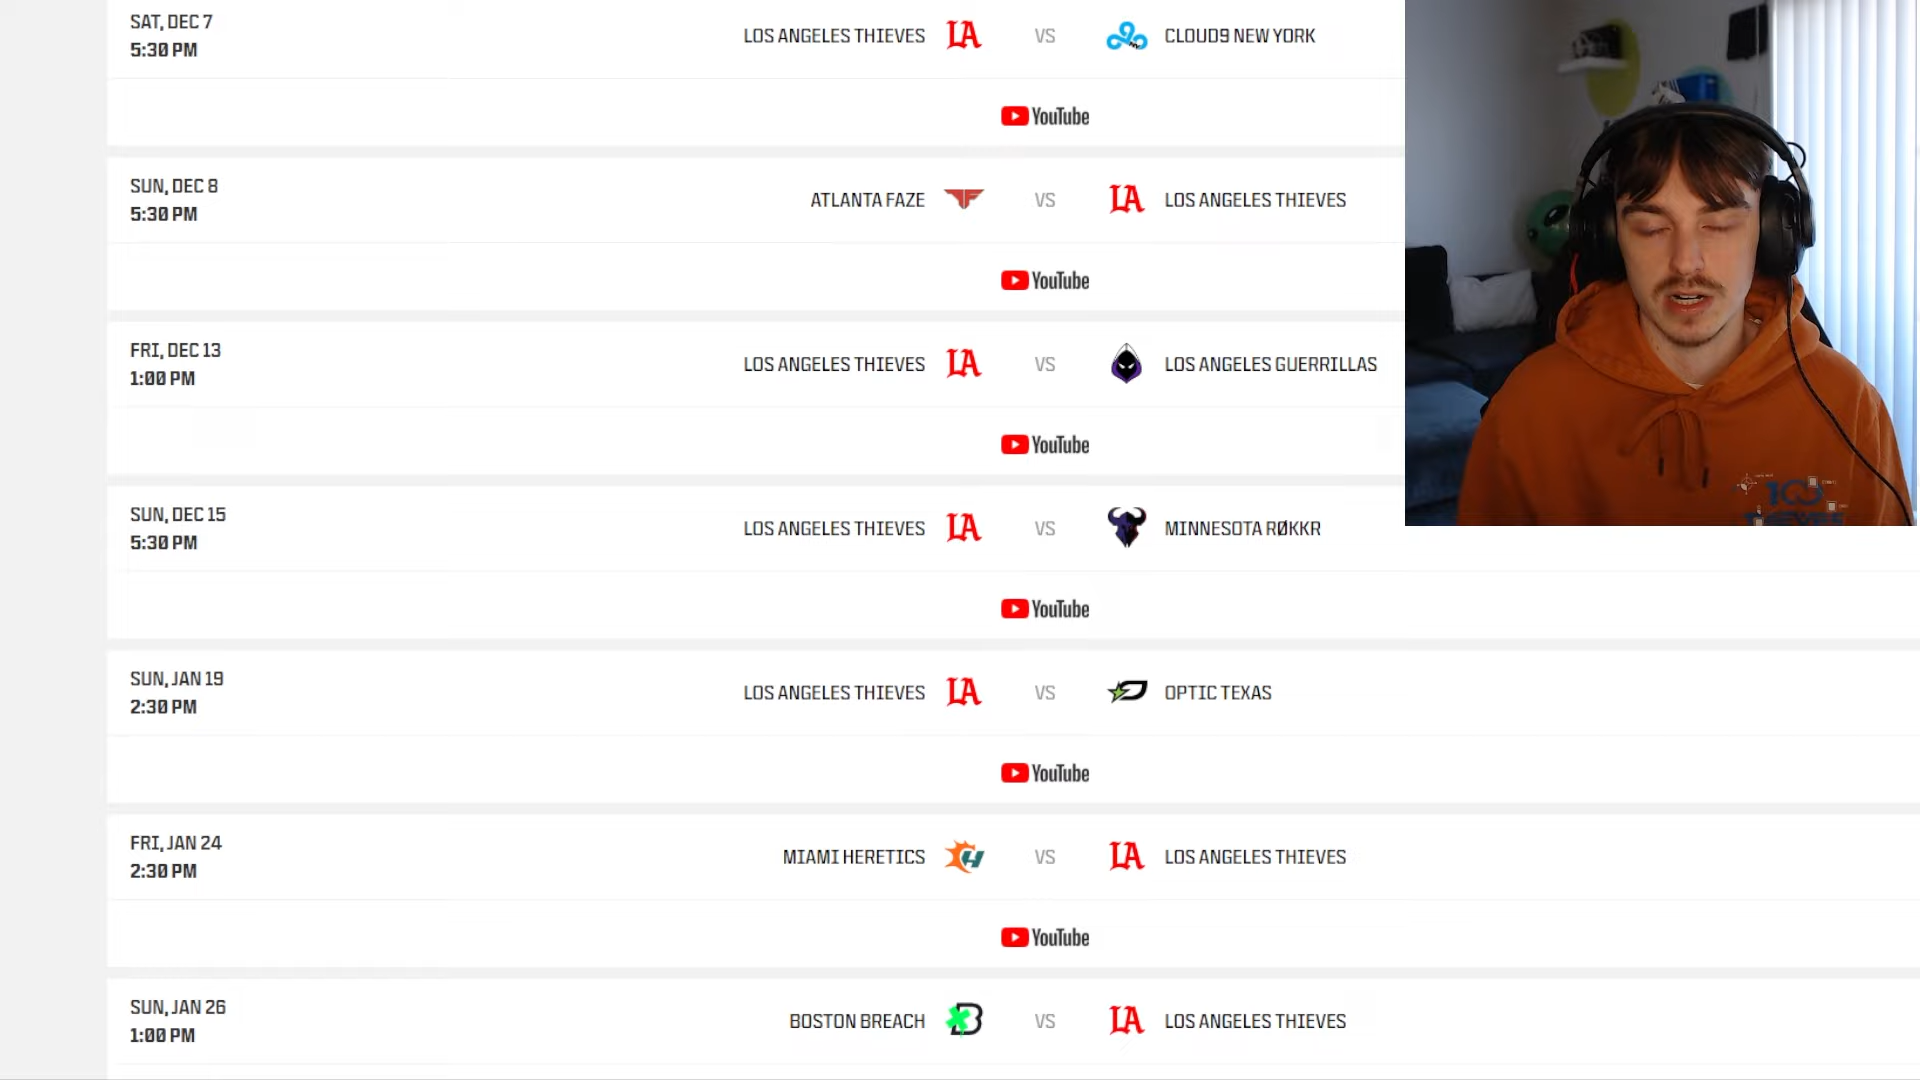 SAT, DEC 7
5:30 PM
LOS ANGELES THIEVES LA VS CLOUD9 NEW YORK
YouTube
SUN, DEC 8
5:30 PM
ATLANTA FAZE VS LA LOS ANGELES THIEVES
YouTube
FRI, DEC 13
1:00 PM
LOS ANGELES THIEVES LA VS LOS ANGELES GUERRILLAS
YouTube
SUN, DEC 15
5:30 PM
LOS ANGELES THIEVES LA VS MINNESOTA RØKKR
YouTube
SUN, JAN 19
2:30 PM
LOS ANGELES THIEVES LA VS OPTIC TEXAS
YouTube
FRI, JAN 24
2:30 PM
MIAMI HERETICS H VS LA LOS ANGELES THIEVES
YouTube
SUN, JAN 26
1:00 PM
BOSTON BREACH B VS LA LOS ANGELES THIEVES
100
THIEVES